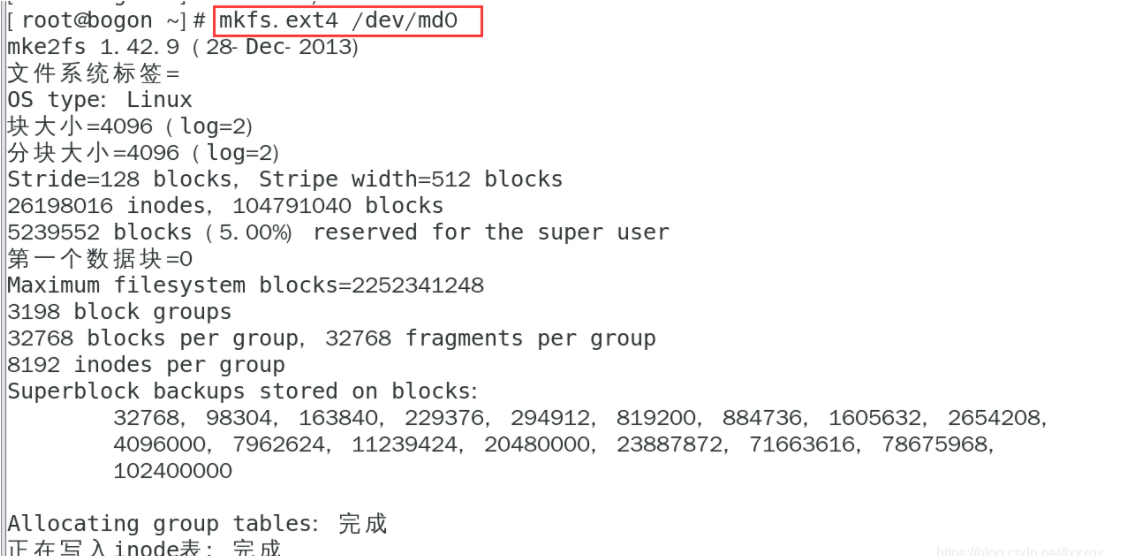 [root@bogon ~]# mkfs.ext4 /dev/md0
mke2fs 1.42.9 (28-Dec-2013)
文件系统标签=
OS type: Linux
块大小=4096 (log=2)
分块大小=4096 (log=2)
Stride=128 blocks, Stripe width=512 blocks
26198016 inodes, 104791040 blocks
5239552 blocks (5.00%) reserved for the super user
第一个数据块=0
Maximum filesystem blocks=2252341248
3198 block groups
32768 blocks per group, 32768 fragments per group
8192 inodes per group
Superblock backups stored on blocks:
32768, 98304, 163840, 229376, 294912, 819200, 884736, 1605632, 2654208,
4096000, 7962624, 11239424, 20480000, 23887872, 71663616, 78675968,
102400000
Allocating group tables: 完成
正在写入inode表: 完成